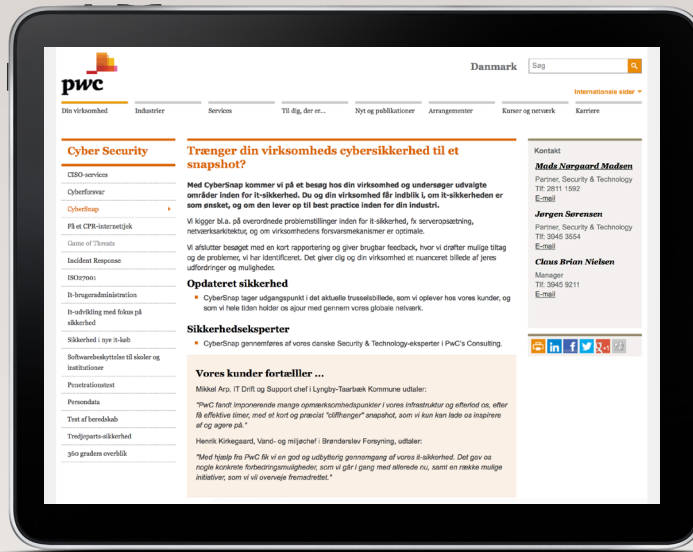 pwc
Danmark
Søg
Internationale sider
Din virksomhed
Industrier
Services
Til dig, der er...
Nyt og publikationer
Arrangementer
Kurser og netværk
Karriere
Cyber Security
CISO-services
Cyberforsvar
CyberSnap
Få et CPR-internettjek
Game of Threats
Incident Response
ISO27001
It-brugeradministration
It-udvikling med fokus på
sikkerhed
Sikkerhed i nye it-køb
Softwarebeskyttelse til skoler og
institutioner
Penetrationstest
Persondata
Test af beredskab
Tredjeparts-sikkerhed
360 graders overblik
Trænger din virksomheds cybersikkerhed til et
snapshot?
Med CyberSnap kommer vi på et besøg hos din virksomhed og undersøger udvalgte
områder inden for it-sikkerhed. Du og din virksomhed får indblik i, om it-sikkerheden er
som ønsket, og om den lever op til best practice inden for din industri.
Vi kigger bl.a. på overordnede problemstillinger inden for it-sikkerhed, fx serveropsætning,
netværksarkitektur, og om virksomhedens forsvarsmekanismer er optimale.
Vi afslutter besøget med en kort rapportering og giver brugbar feedback, hvor vi drøfter mulige tiltag
og de problemer, vi har identificeret. Det giver dig og din virksomhed et nuanceret billede af jeres
udfordringer og muligheder.
Opdateret sikkerhed
CyberSnap tager udgangspunkt i det aktuelle trusselsbillede, som vi oplever hos vores kunder, og
som vi hele tiden holder os ajour med gennem vores globale netværk.
Sikkerhedseksperter
CyberSnap gennemføres af vores danske Security & Technology-eksperter i PwC's Consulting.
Vores kunder fortælller ...
Mikkel Arp, IT Drift og Support chef i Lyngby-Taarbæk Kommune udtaler:
"PwC fandt imponerende mange opmærksomhedspunkter i vores infrastruktur og efterlod os, efter
få effektive timer, med et kort og præcist "cliffhanger" snapshot, som vi kun kan lade os inspirere
af og agere på."
Henrik Kirkegaard, Vand- og miljøchef i Brønderslev Forsyning, udtaler:
"Med hjælp fra PwC fik vi en god og udbytterig gennemgang af vores it-sikkerhed. Det gav os
nogle konkrete forbedringsmuligheder, som vi går i gang med allerede nu, samt en række mulige
initiativer, som vi vil overveje fremadrettet."
Kontakt
Mads Nørgaard Madsen
Partner, Security & Technology
Tlf: 2811 1592
E-mail
Jørgen Sørensen
Partner, Security & Technology
Tlf: 3945 3554
E-mail
Claus Brian Nielsen
Manager
Tlf: 3945 9211
E-mail